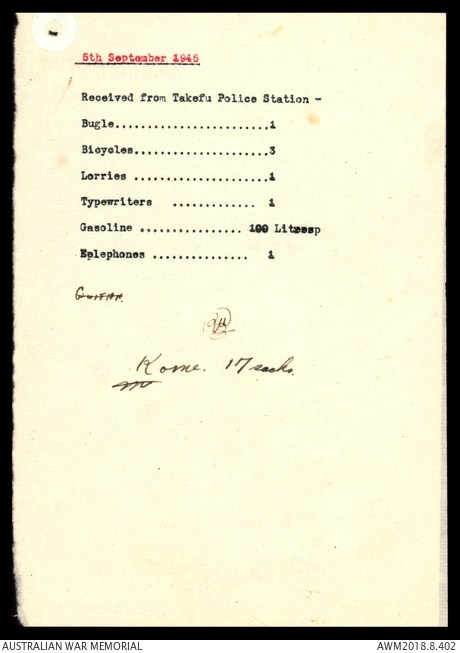 5th September 1945
Received from Takefu Police Station -
Bugle........................1
Bicycles.....................3
Lorries .....................1
Typewriters ............. 1
Gasoline ................ 100
Telephones ............... 1
Guitar.
Kome. 17 sacks.
AUSTRALIAN WAR MEMORIAL
AWM2018.8.402